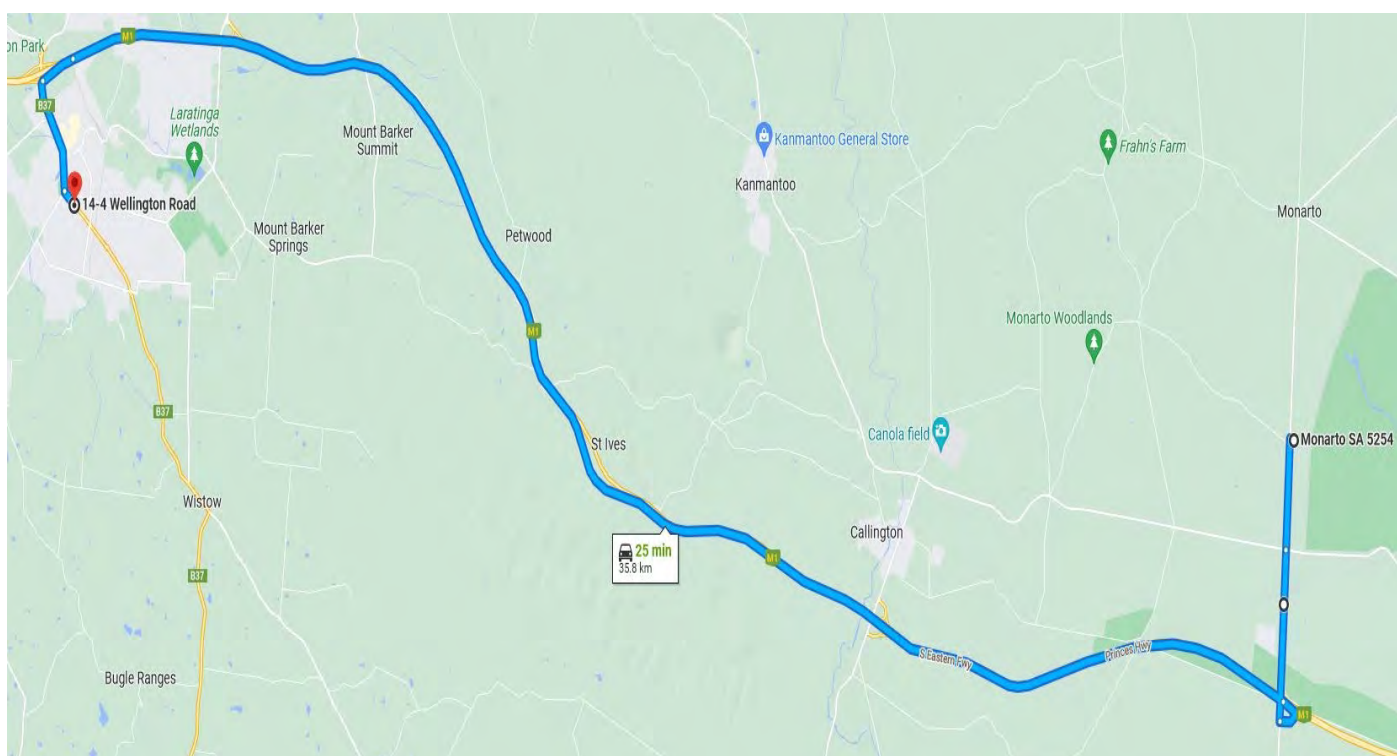 on Park
M1
B37
Laratinga
Wetlands
Mount Barker
Summit
Kanmantoo General Store
Frahn's Farm
Kanmantoo
14-4 Wellington Road
Monarto
Mount Barker
Springs
Petwood
Monarto Woodlands
M1
B37
Canola field
Monarto SA 5254
St Ives
Wistow
Callington
25 min
35.8 km
M1
B37
S Eastern Fwy
Princes Hwy
Bugle Ranges
M1